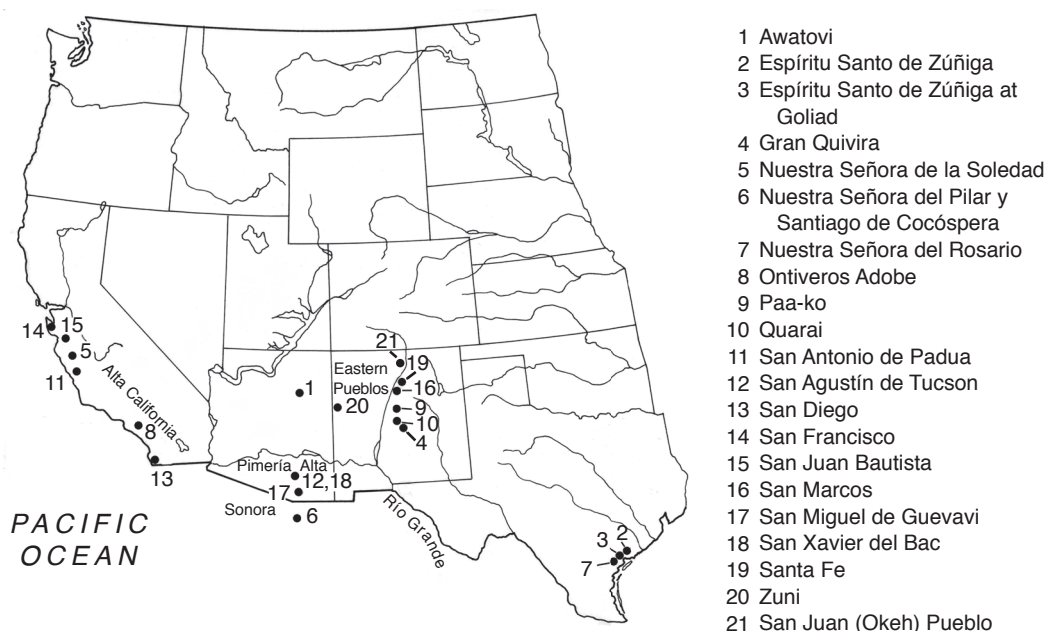 14
15
5
11
Alta California
8
13
PACIFIC
OCEAN
1
Eastern
Pueblos
20
21
19
16
9
10
4
Pimería Alta
12,18
17
Sonora
6
Río Grande
3
2
7
1 Awatovi
2 Espíritu Santo de Zúñiga
3 Espíritu Santo de Zúñiga at
Goliad
4 Gran Quivira
5 Nuestra Señora de la Soledad
6 Nuestra Señora del Pilar y
Santiago de Cocóspera
7 Nuestra Señora del Rosario
8 Ontiveros Adobe
9 Paa-ko
10 Quarai
11 San Antonio de Padua
12 San Agustín de Tucson
13 San Diego
14 San Francisco
15 San Juan Bautista
16 San Marcos
17 San Miguel de Guevavi
18 San Xavier del Bac
19 Santa Fe
20 Zuni
21 San Juan (Okeh) Pueblo